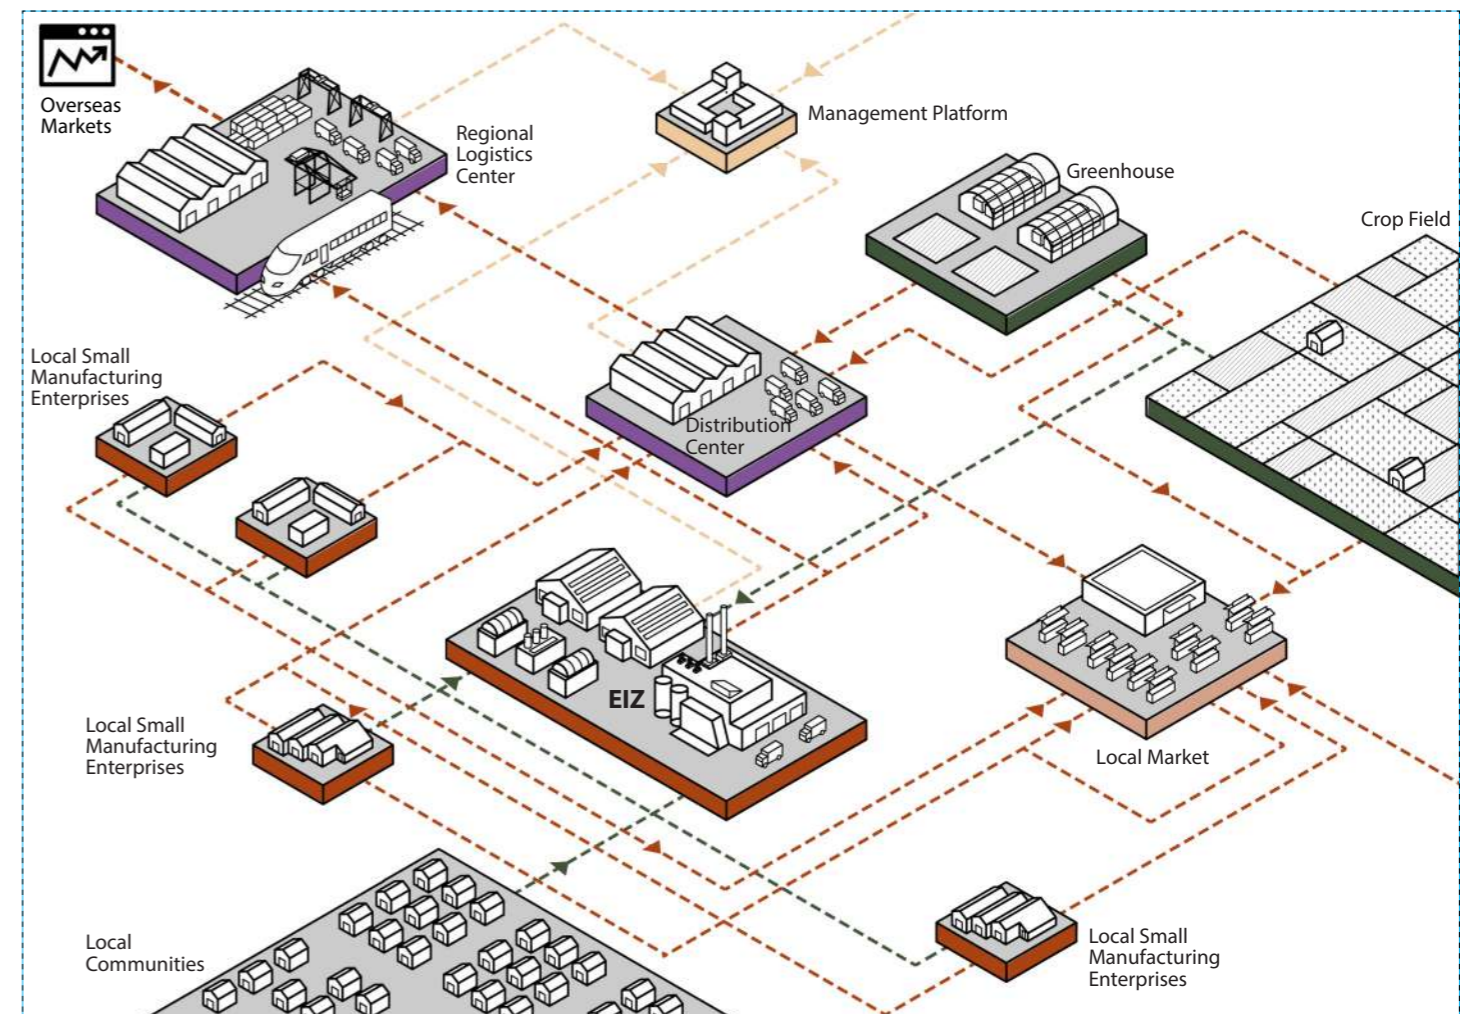 Overseas
Markets
Regional
Logistics
Center
Management Platform
Greenhouse
Crop Field
Local Small
Manufacturing
Enterprises
Distribution
Center
EIZ
Local Small
Manufacturing
Enterprises
Local Market
Local
Communities
Local Small
Manufacturing
Enterprises